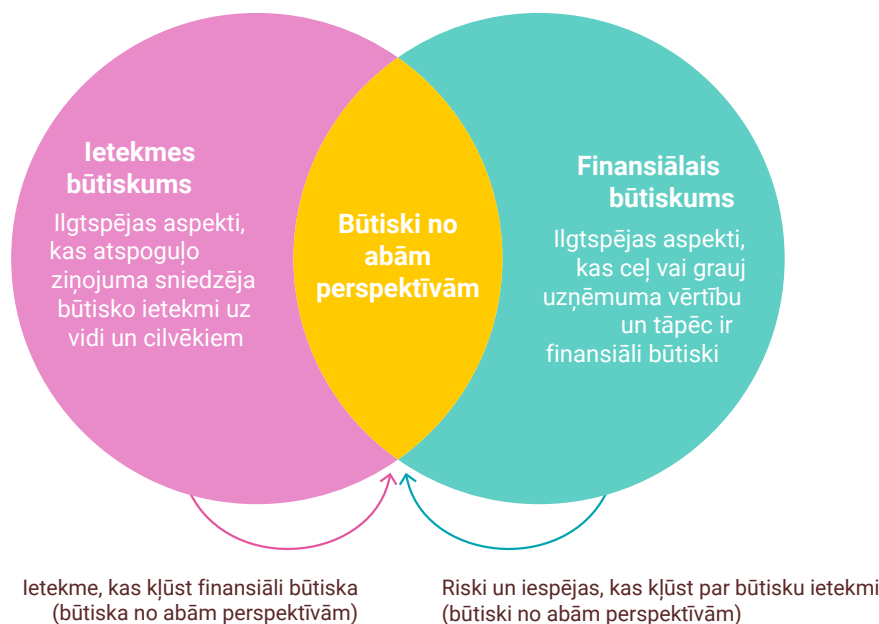 Ietekmes
būtiskums
Ilgtspējas aspekti,
kas atspoguļo
ziņojuma sniedzēja
būtisko ietekmi uz
vidi un cilvēkiem
Būtiski no
abām
perspektīvām
Finansiālais
būtiskums
Ilgtspējas aspekti,
kas ceļ vai grauj
uzņēmuma vērtību
un tāpēc ir
finansiāli būtiski
Ietekme, kas kļūst finansiāli būtiska
(būtiska no abām perspektīvām)
Riski un iespējas, kas kļūst par būtisku ietekmi
(būtiski no abām perspektīvām)